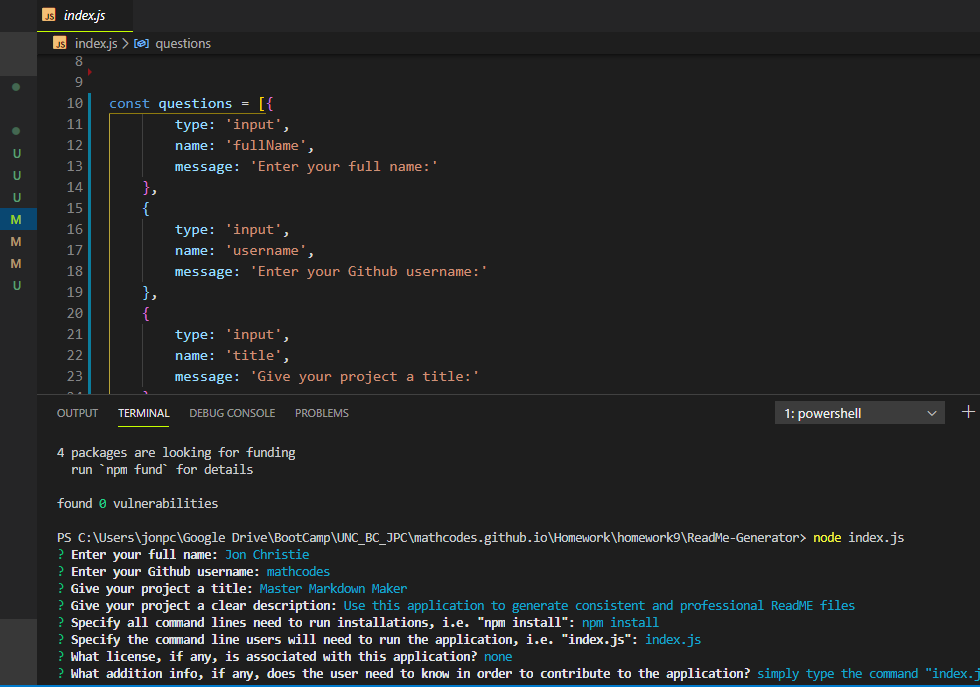 JS index.js
JS index.js > questions
8
9
10 const questions = [{
11 type: 'input',
12 name: 'fullName',
13 message: 'Enter your full name:'
14 },
15 {
16 type: 'input',
17 name: 'username',
18 message: 'Enter your Github username:'
19 },
20 {
21 type: 'input',
22 name: 'title',
23 message: 'Give your project a title:'
U
U
U
M
M
M
U
OUTPUT TERMINAL DEBUG CONSOLE PROBLEMS 1: powershell +
4 packages are looking for funding
run `npm fund` for details
found 0 vulnerabilities
PS C:\Users\jonpc\Google Drive\BootCamp\UNC_BC_JPC\mathcodes.github.io\Homework\homework9\ReadMe-Generator> node index.js
? Enter your full name: Jon Christie
? Enter your Github username: mathcodes
? Give your project a title: Master Markdown Maker
? Give your project a clear description: Use this application to generate consistent and professional ReadME files
? Specify all command lines need to run installations, i.e. "npm install": npm install
? Specify the command line users will need to run the application, i.e. "index.js": index.js
? What license, if any, is associated with this application? none
? What addition info, if any, does the user need to know in order to contribute to the application? simply type the command "index.j